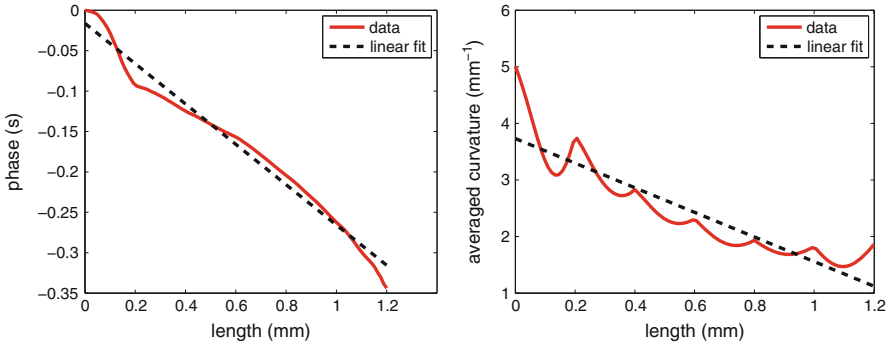 phase (s)
0
−0.05
−0.1
−0.15
−0.2
−0.25
−0.3
−0.35
0 0.2 0.4 0.6 0.8 1 1.2
length (mm)
data
linear fit
averaged curvature (mm⁻¹)
6
5
4
3
2
1
0 0.2 0.4 0.6 0.8 1 1.2
length (mm)
data
linear fit